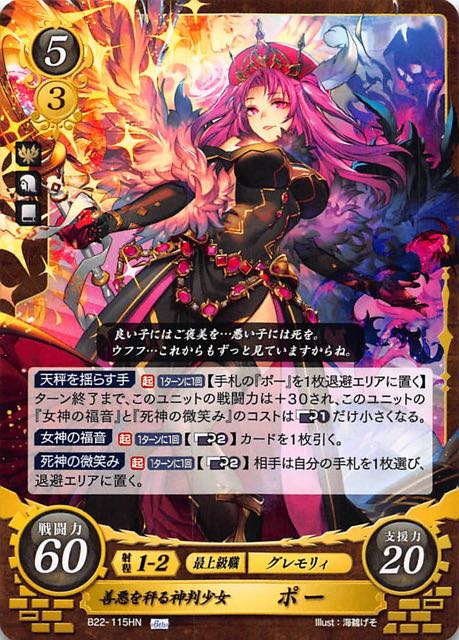 5
3
良い子にはご褒美を…悪い子には死を。
ウフフ…これからもずっと見ていますからね。
天秤を揺らす手 起 1ターンに1回 【手札の『ポー』を1枚退避エリアに置く】
ターン終了まで、このユニットの戦闘力は+30され、このユニットの
『女神の福音』と『死神の微笑み』のコストは 1 だけ小さくなる。
女神の福音 起 1ターンに1回 【 2】カードを1枚引く。
死神の微笑み 起 1ターンに1回 【 2】相手は自分の手札を1枚選び、
退避エリアに置く。
戦闘力 60
射程 1-2 最上級職 グレモリィ
支援力 20
善悪を秤る神判少女 ポー
B22-115HN 6th Illust:海鵜げそ